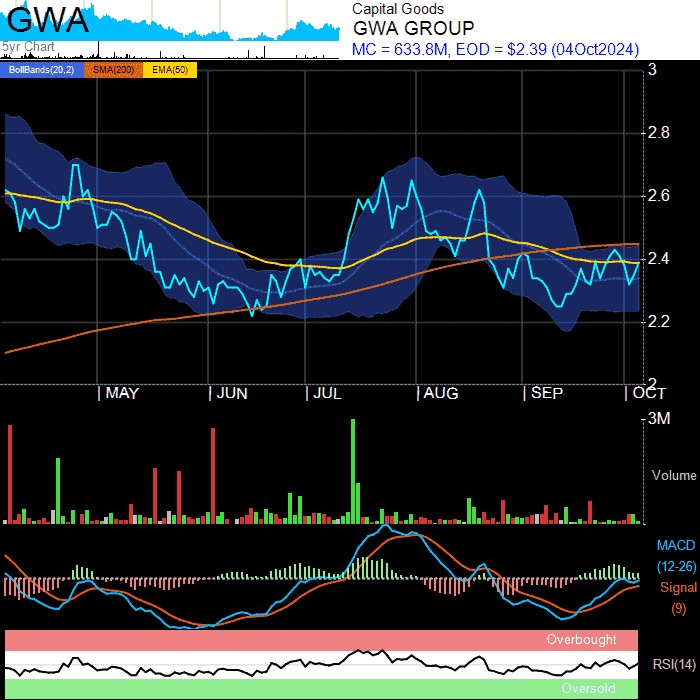 GWA
5yr Chart
Capital Goods
GWA GROUP
MC = 633.8M, EOD = $2.39 (04Oct2024)
BollBands(20,2) SMA(200) EMA(50)
3
2.8
2.6
2.4
2.2
2
MAY JUN JUL AUG SEP OCT
3M
Volume
MACD
(12-26)
Signal
(9)
Overbought
RSI(14)
Oversold